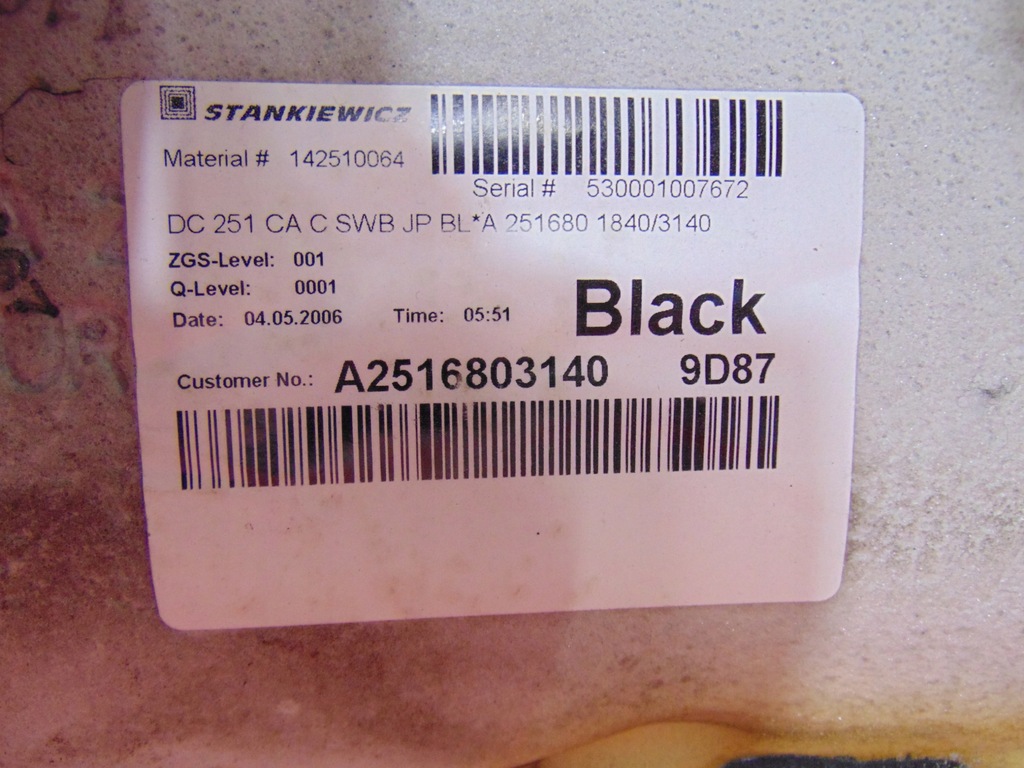 STANKIEWICZ
Material # 142510064
Serial # 530001007672
DC 251 CA C SWB JP BL*A 251680 1840/3140
ZGS-Level: 001
Q-Level: 0001
Date: 04.05.2006 Time: 05:51
Black
Customer No.: A2516803140 9D87